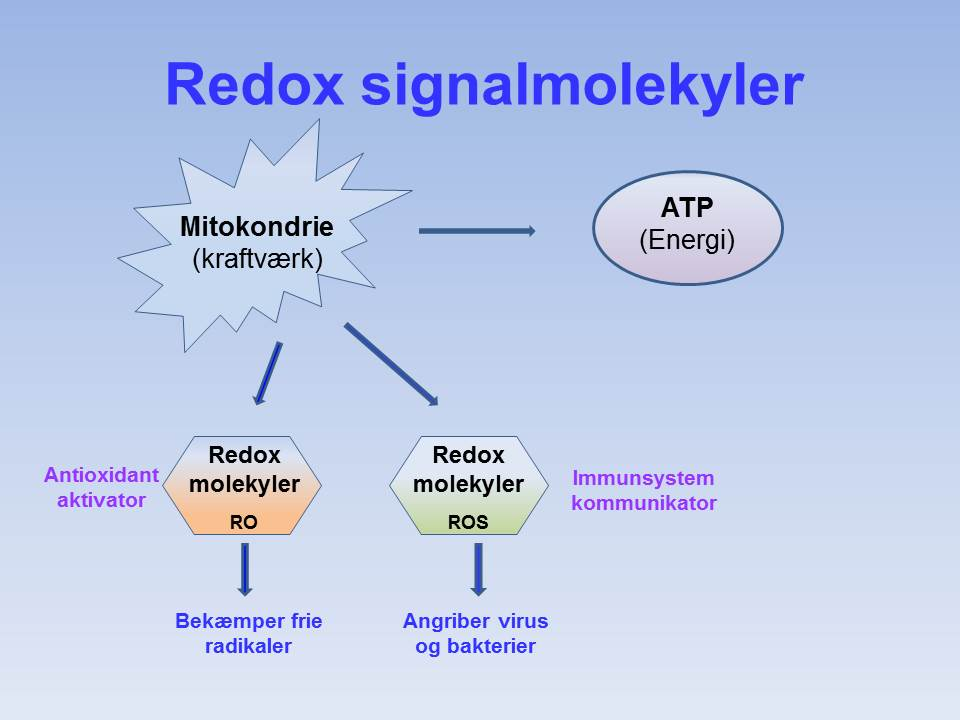 Redox signalmolekyler
Mitokondrie
(kraftværk)
ATP
(Energi)
Antioxidant
aktivator
Redox
molekyler
RO
Redox
molekyler
ROS
Immunsystem
kommunikator
Bekæmper frie
radikaler
Angriber virus
og bakterier